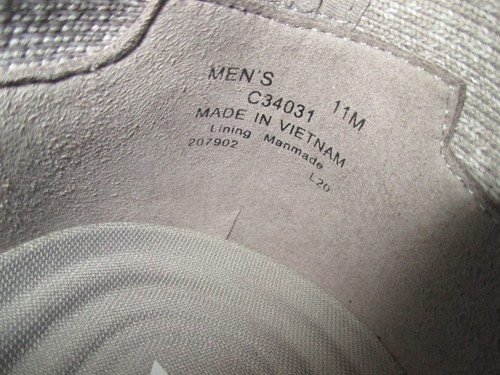 MEN'S
C34031 11M
MADE IN VIETNAM
Lining Manmade
207902 L20